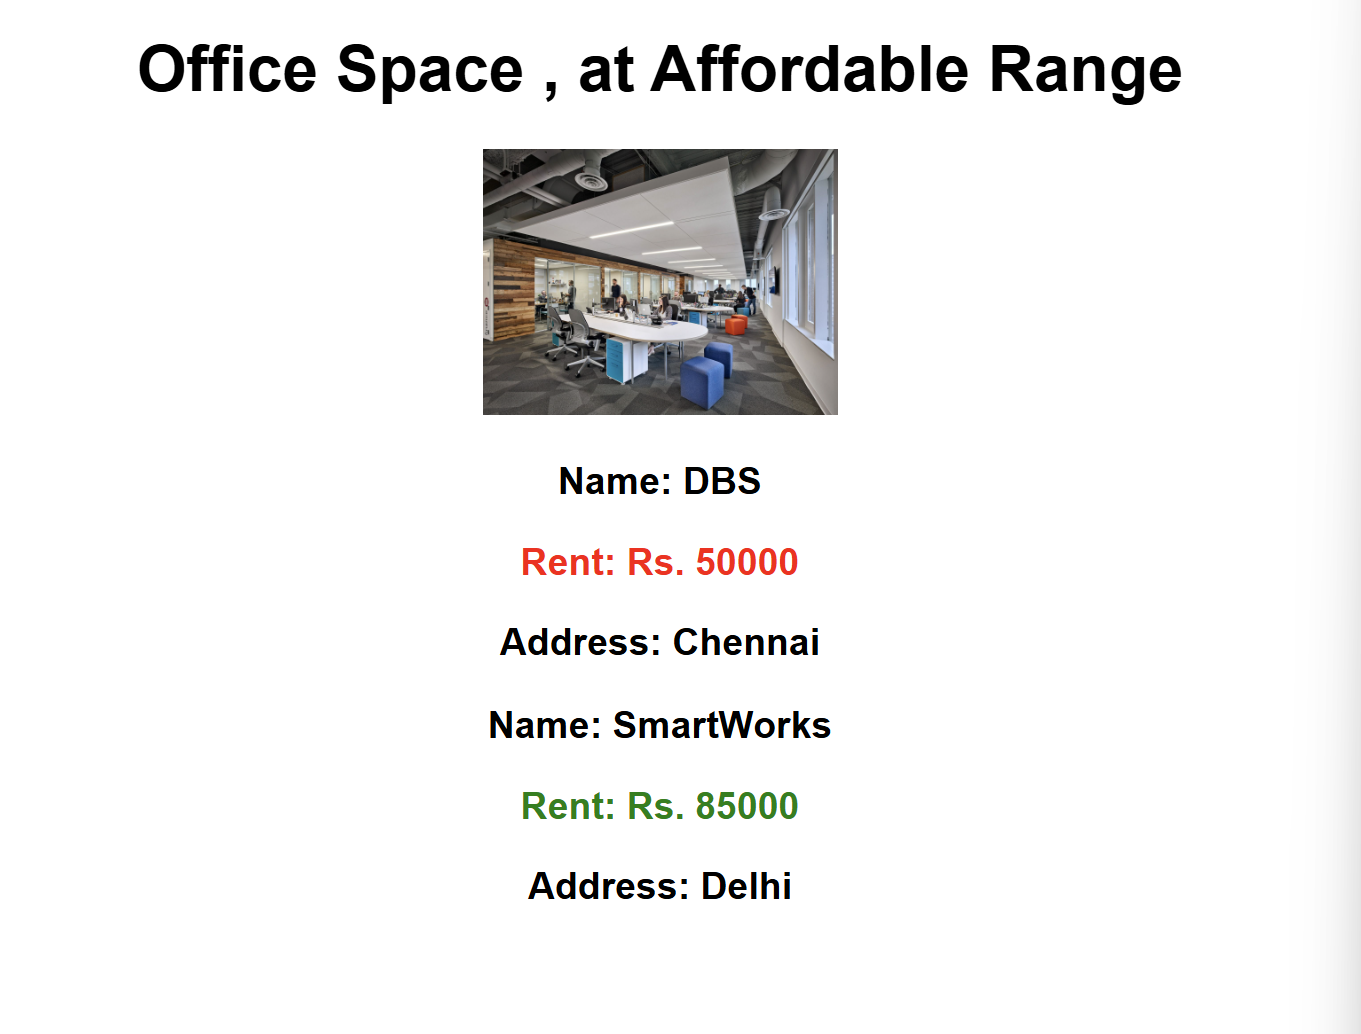 Office Space , at Affordable Range
Name: DBS
Rent: Rs. 50000
Address: Chennai
Name: SmartWorks
Rent: Rs. 85000
Address: Delhi